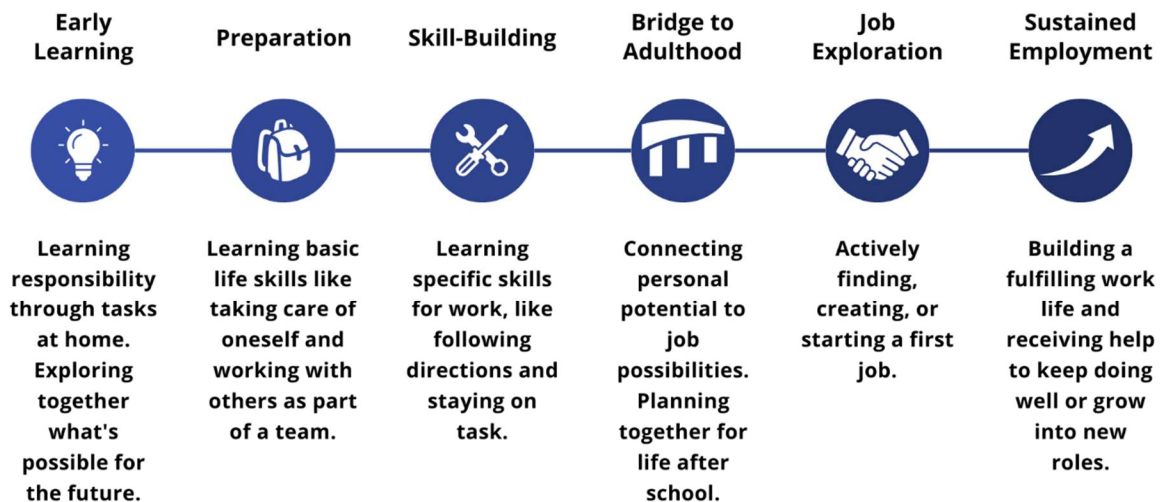 Early
Learning
Preparation
Skill-Building
Bridge to
Adulthood
Job
Exploration
Sustained
Employment
Learning
responsibility
through tasks
at home.
Exploring
together
what's
possible for
the future.
Learning basic
life skills like
taking care of
oneself and
working with
others as part
of a team.
Learning
specific skills
for work, like
following
directions and
staying on
task.
Connecting
personal
potential to
job
possibilities.
Planning
together for
life after
school.
Actively
finding,
creating, or
starting a first
job.
Building a
fulfilling work
life and
receiving help
to keep doing
well or grow
into new
roles.